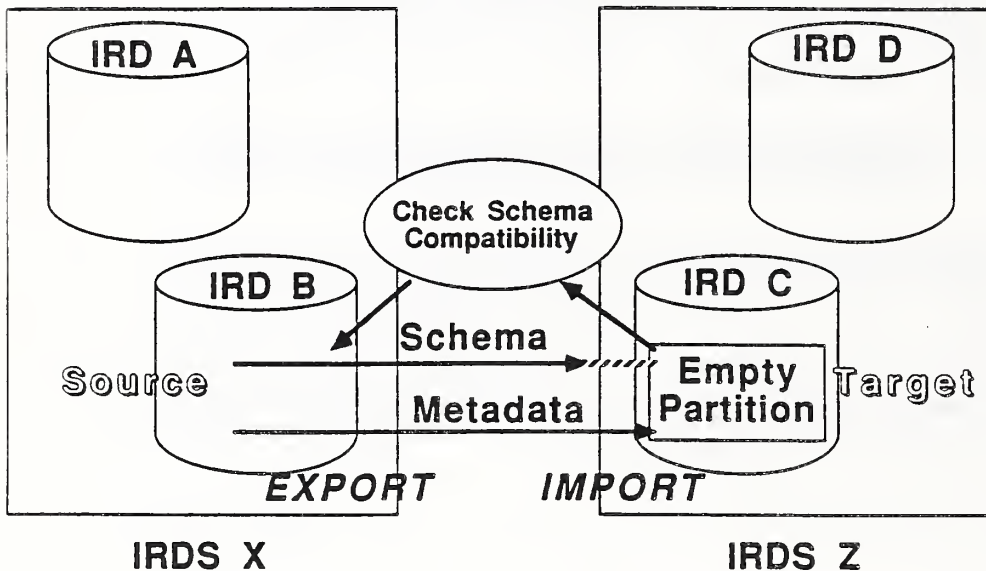 IRD A
IRD D
Check Schema
Compatibility
IRD B
IRD C
Schema
Source
Empty
Partition
Target
Metadata
EXPORT
IMPORT
IRDS X
IRDS Z